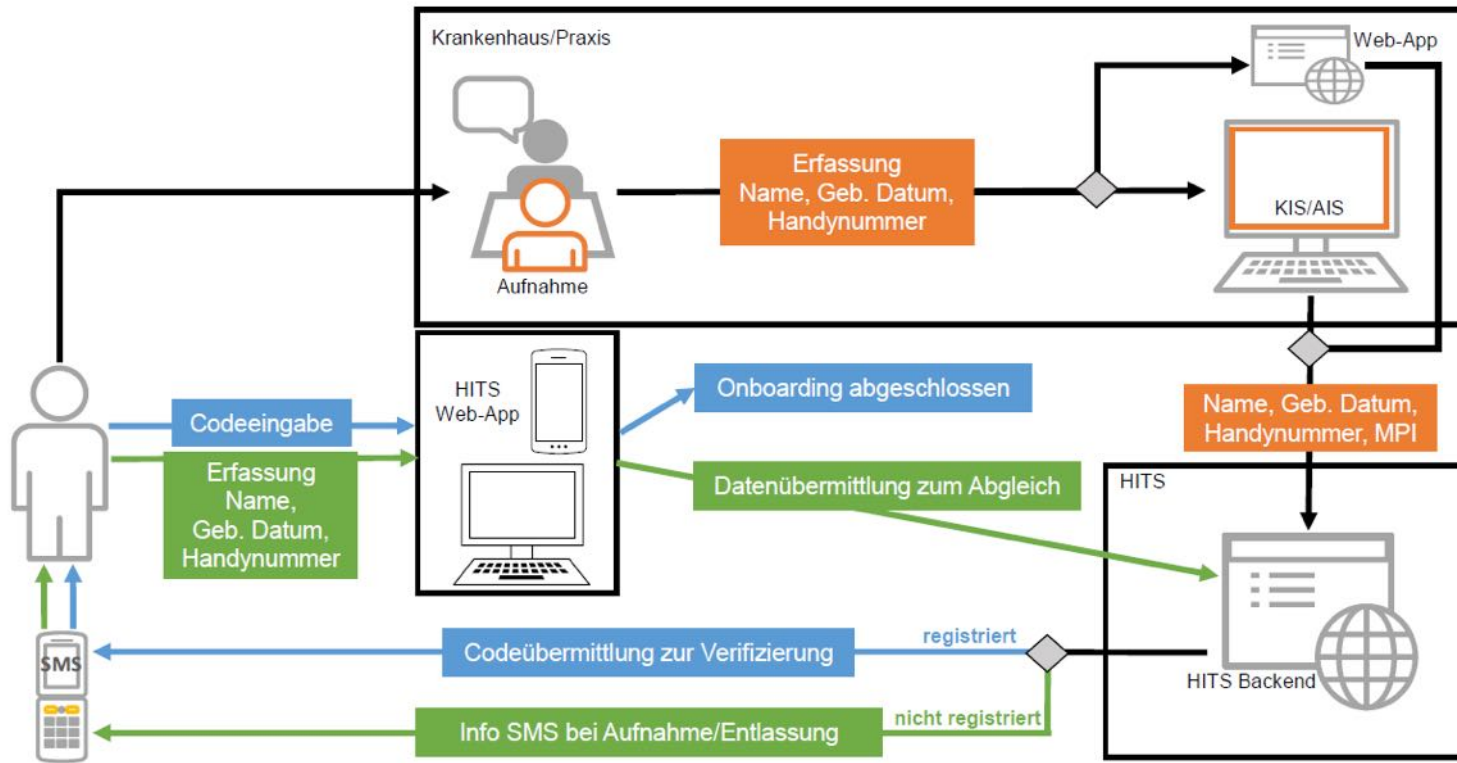 Krankenhaus/Praxis
Web-App
Erfassung
Name, Geb. Datum,
Handynummer
KIS/AIS
Aufnahme
HITS
Web-App
Onboarding abgeschlossen
Codeeingabe
Name, Geb. Datum,
Handynummer, MPI
Erfassung
Name,
Geb. Datum,
Handynummer
Datenübermittlung zum Abgleich
HITS
registriert
Codeübermittlung zur Verifizierung
SMS
HITS Backend
nicht registriert
Info SMS bei Aufnahme/Entlassung